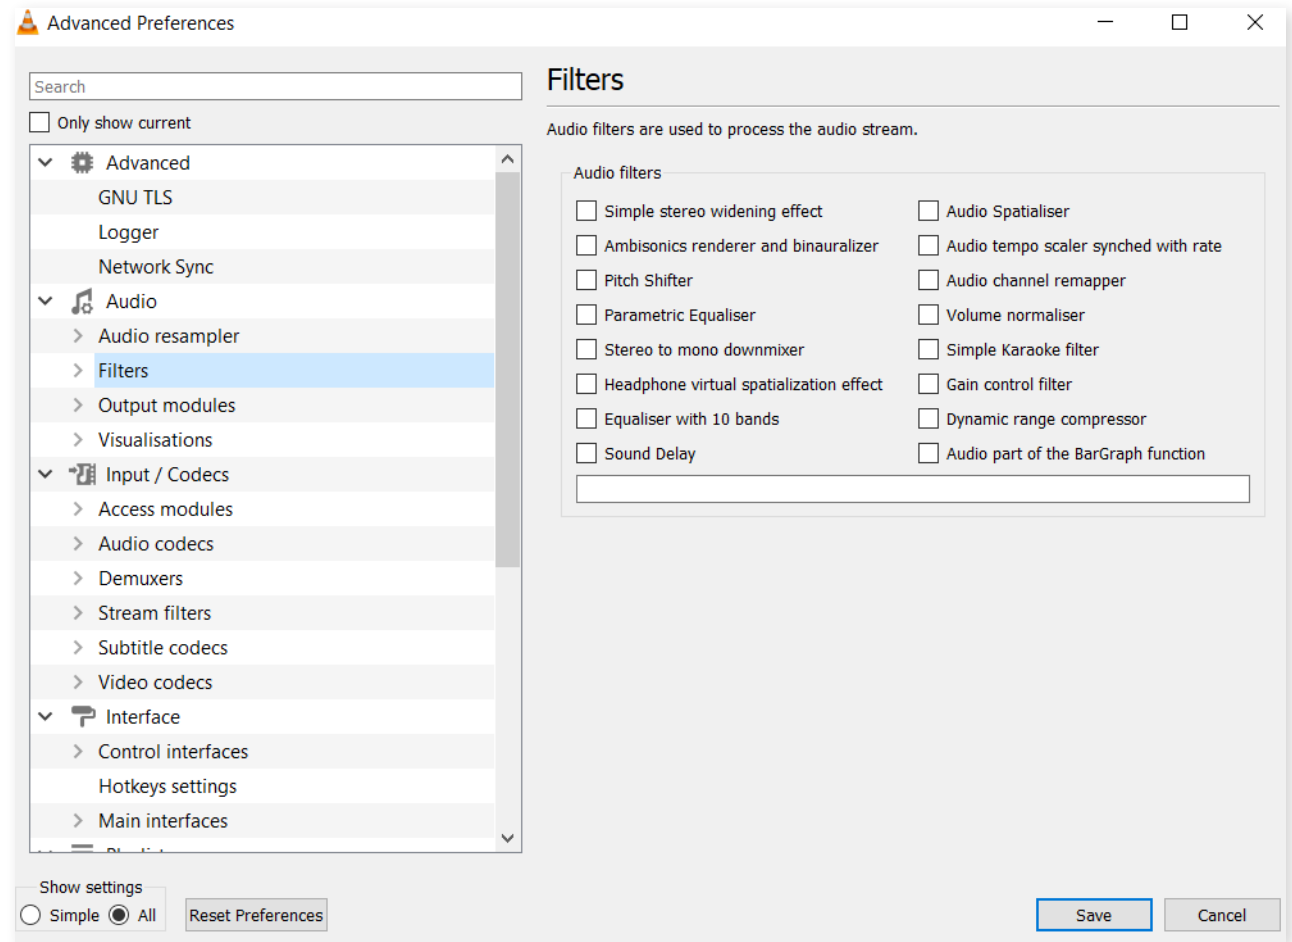 Advanced Preferences
Search
Only show current
Advanced
GNU TLS
Logger
Network Sync
Audio
Audio resampler
Filters
Output modules
Visualisations
Input / Codecs
Access modules
Audio codecs
Demuxers
Stream filters
Subtitle codecs
Video codecs
Interface
Control interfaces
Hotkeys settings
Main interfaces
Show settings
Simple
All
Reset Preferences
Filters
Audio filters are used to process the audio stream.
Audio filters
Simple stereo widening effect
Audio Spatialiser
Ambisonics renderer and binauralizer
Audio tempo scaler synched with rate
Pitch Shifter
Audio channel remapper
Parametric Equaliser
Volume normaliser
Stereo to mono downmixer
Simple Karaoke filter
Headphone virtual spatialization effect
Gain control filter
Equaliser with 10 bands
Dynamic range compressor
Sound Delay
Audio part of the BarGraph function
Save
Cancel